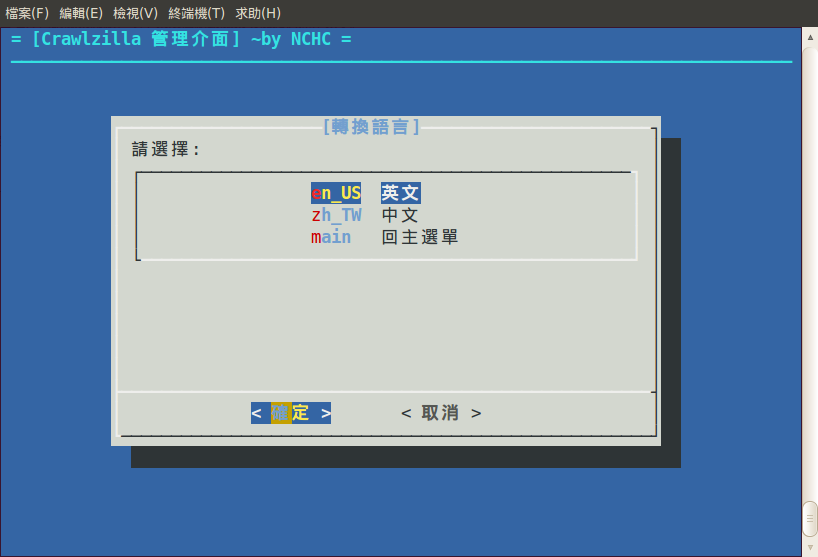 檔案(F) 編輯(E) 檢視(V) 終端機(T) 求助(H)
= [Crawlzilla 管理介面] ~by NCHC =
[轉換語言]
請選擇:
en_US 英文
zh_TW 中文
main 回主選單
< 確定 > < 取消 >